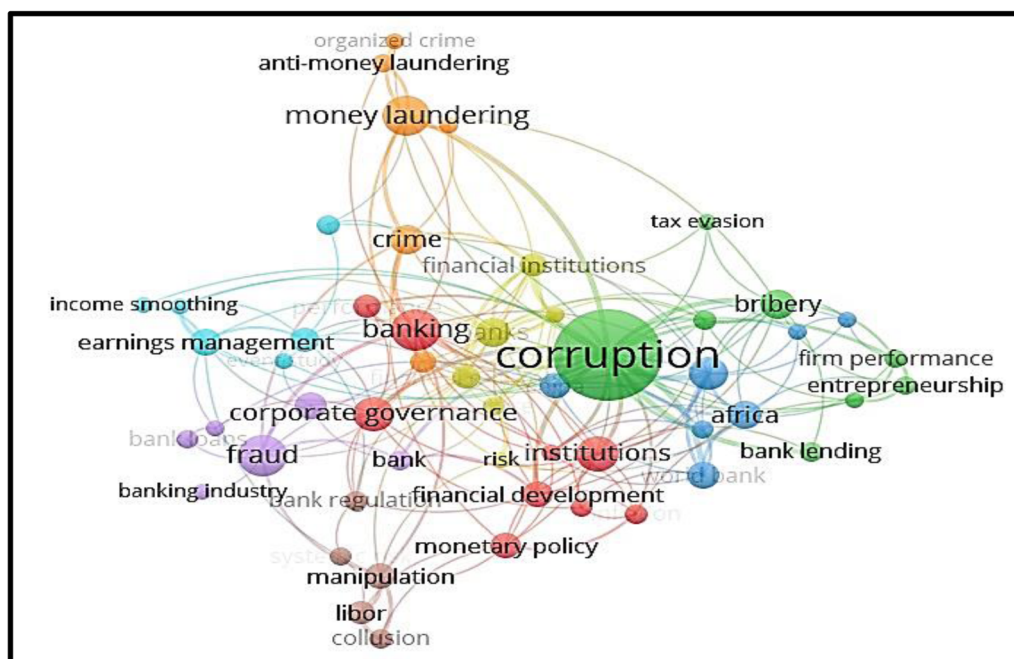 organized crime
anti-money laundering
money laundering
tax evasion
crime
financial institutions
income smoothing
bribery
banking
earnings management
corruption
firm performance
entrepreneurship
corporate governance
africa
bank loans
fraud
bank
risk
institutions
bank lending
world bank
banking industry
bank regulation
financial development
monetary policy
manipulation
libor
collusion